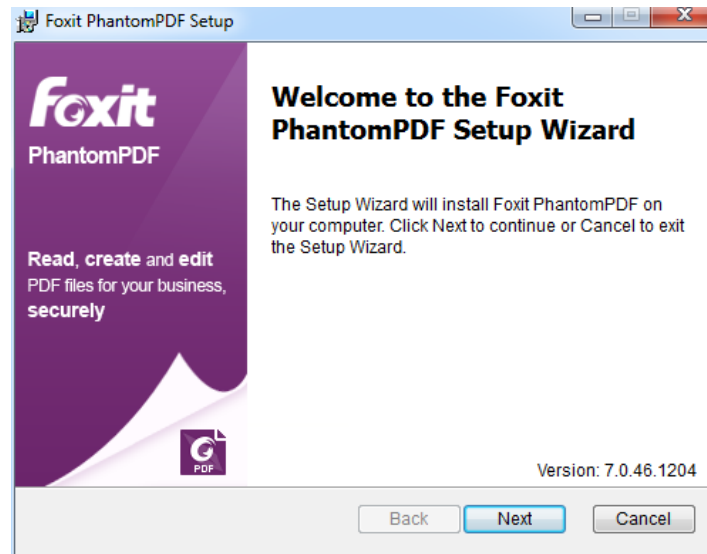 Foxit PhantomPDF Setup
Foxit
PhantomPDF
Read, create and edit
PDF files for your business,
securely
PDF
Welcome to the Foxit
PhantomPDF Setup Wizard
The Setup Wizard will install Foxit PhantomPDF on
your computer. Click Next to continue or Cancel to exit
the Setup Wizard.
Version: 7.0.46.1204
Back
Next
Cancel